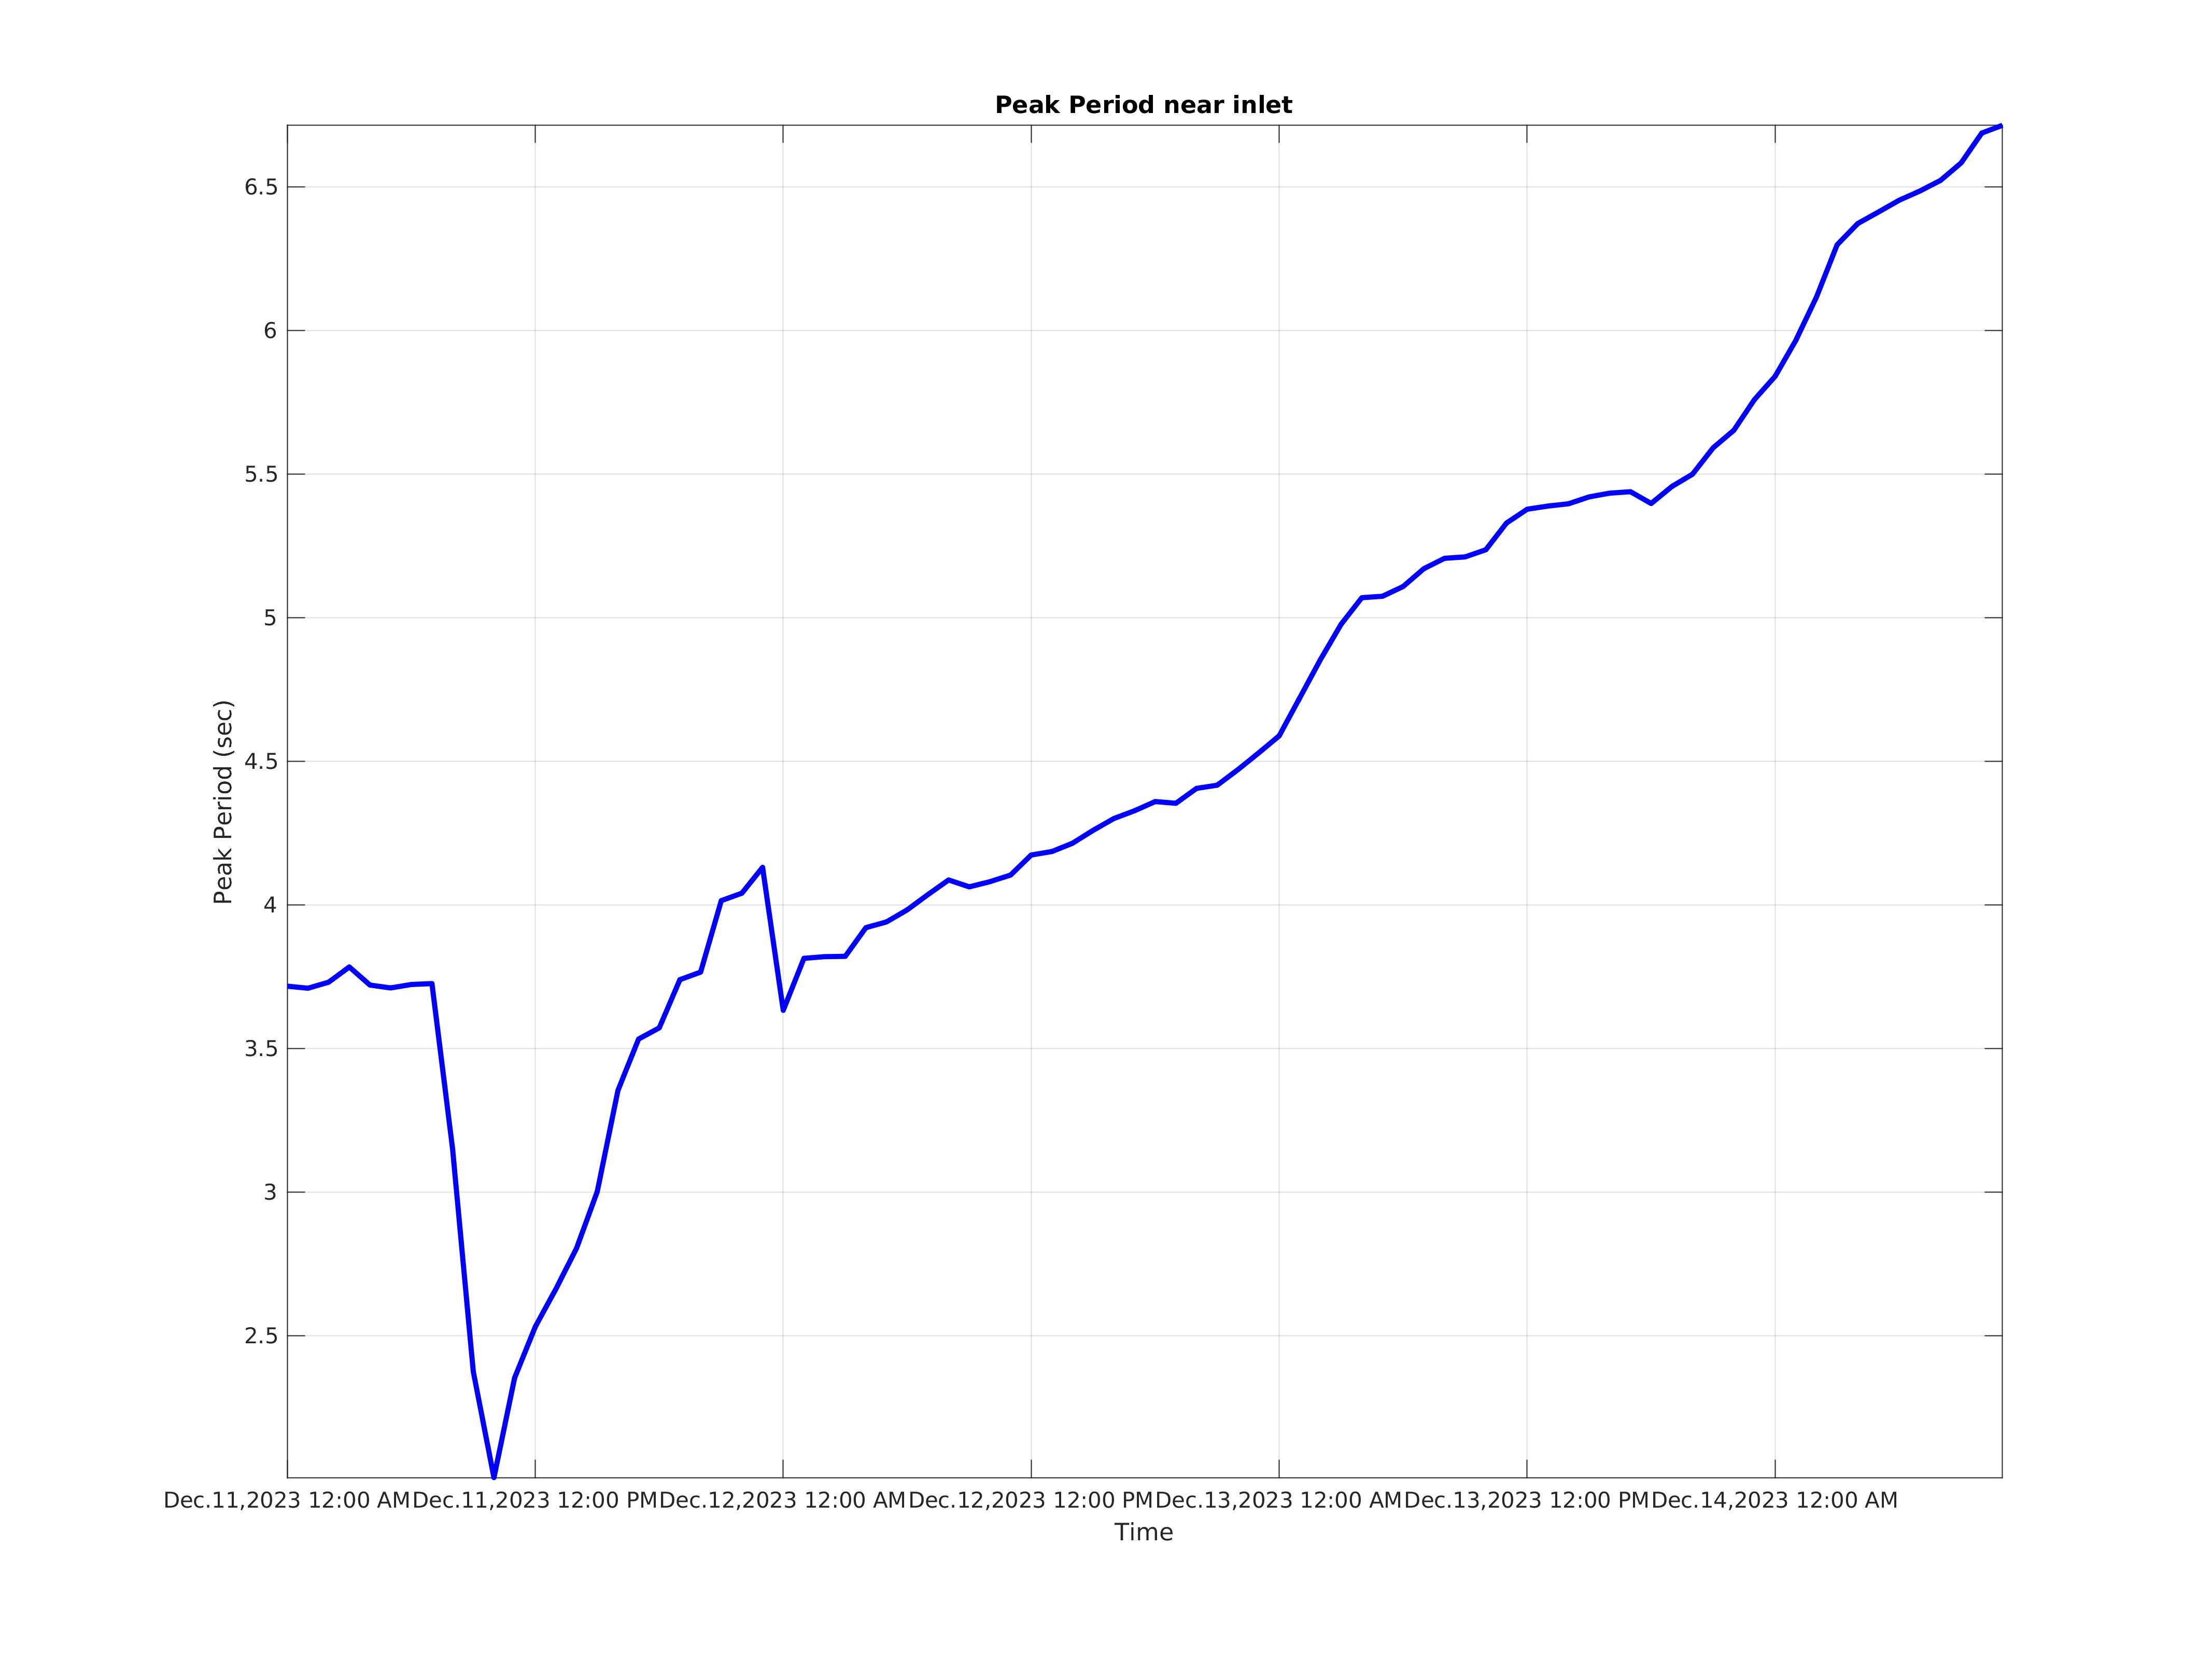 Peak Period near inlet
6.5
6
5.5
5
4.5
4
3.5
3
2.5
Peak Period (sec)
Dec.11,2023 12:00 AM Dec.11,2023 12:00 PM Dec.12,2023 12:00 AM Dec.12,2023 12:00 PM Dec.13,2023 12:00 AM Dec.13,2023 12:00 PM Dec.14,2023 12:00 AM
Time